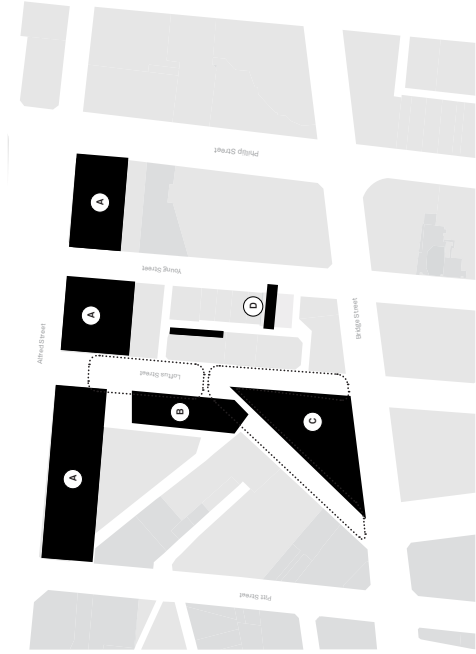 Phillip Street
A
Young Street
A
D
Alfred Street
Bridge Street
Loftus Street
B
C
A
Pitt Street